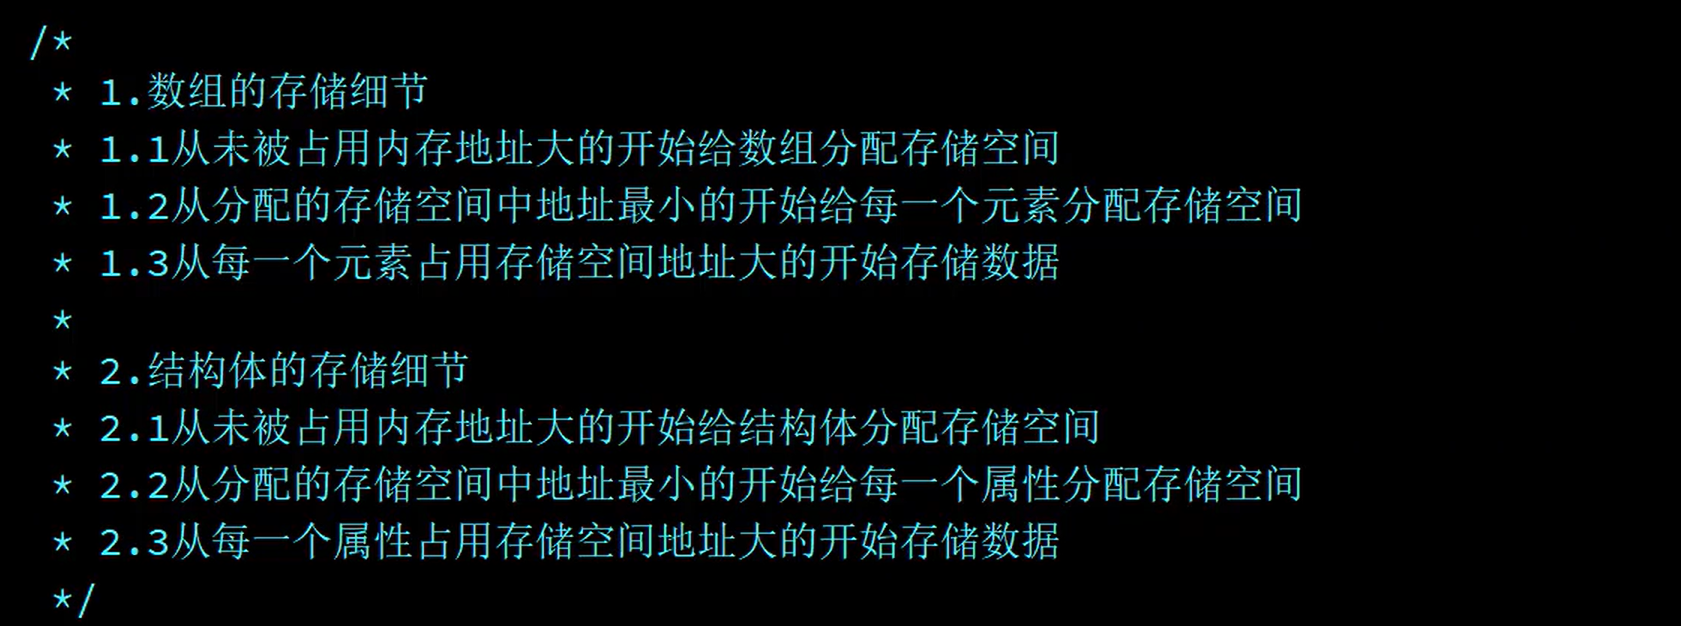 /*
* 1.数组的存储细节
* 1.1从未被占用内存地址大的开始给数组分配存储空间
* 1.2从分配的存储空间中地址最小的开始给每一个元素分配存储空间
* 1.3从每一个元素占用存储空间地址大的开始存储数据
*
* 2.结构体的存储细节
* 2.1从未被占用内存地址大的开始给结构体分配存储空间
* 2.2从分配的存储空间中地址最小的开始给每一个属性分配存储空间
* 2.3从每一个属性占用存储空间地址大的开始存储数据
*/